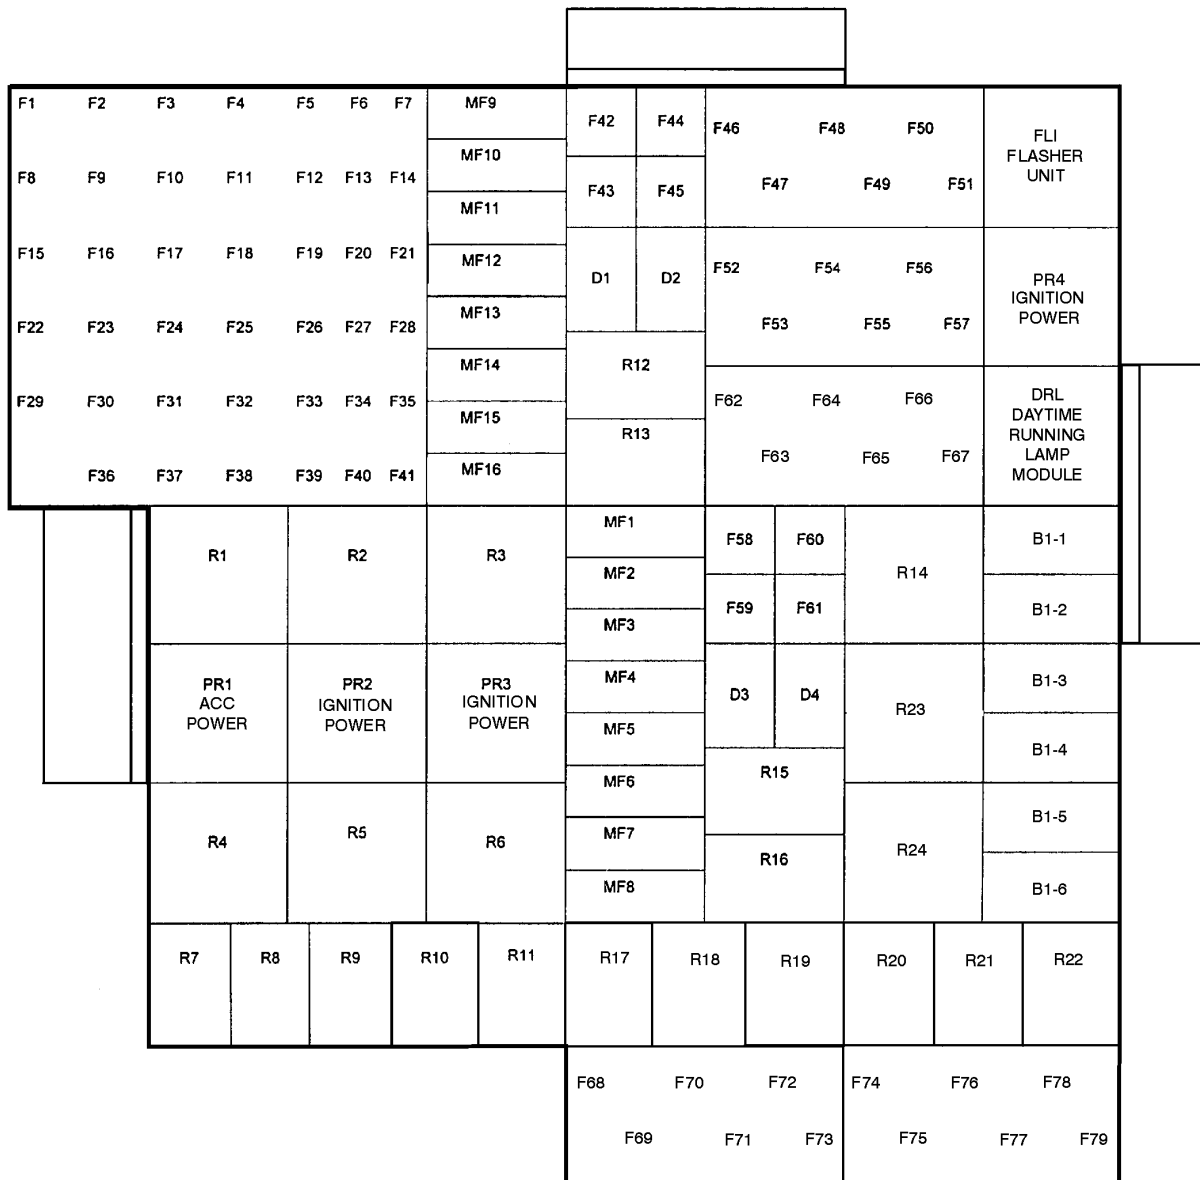 F1 F2 F3 F4 F5 F6 F7
F8 F9 F10 F11 F12 F13 F14
F15 F16 F17 F18 F19 F20 F21
F22 F23 F24 F25 F26 F27 F28
F29 F30 F31 F32 F33 F34 F35
F36 F37 F38 F39 F40 F41
MF9
MF10
MF11
MF12
MF13
MF14
MF15
MF16
F42 F44
F43 F45
D1 D2
R12
R13
F46 F48 F50
F47 F49 F51
FLI
FLASHER
UNIT
F52 F54 F56
F53 F55 F57
PR4
IGNITION
POWER
F62 F64 F66
F63 F65 F67
DRL
DAYTIME
RUNNING
LAMP
MODULE
R1 R2 R3
PR1
ACC
POWER
PR2
IGNITION
POWER
PR3
IGNITION
POWER
R4 R5 R6
MF1
MF2
MF3
MF4
MF5
MF6
MF7
MF8
F58 F60
F59 F61
D3 D4
R15
R16
R14
R23
R24
B1-1
B1-2
B1-3
B1-4
B1-5
B1-6
R7 R8 R9 R10 R11 R17 R18 R19 R20 R21 R22
F68 F70 F72 F74 F76 F78
F69 F71 F73 F75 F77 F79